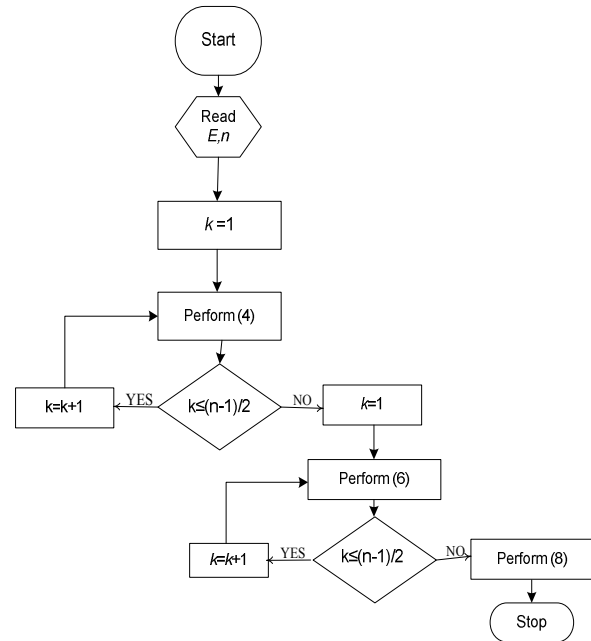 Start
Read
E,n
k =1
Perform (4)
k=k+1
YES
k≤(n-1)/2
NO
k=1
Perform (6)
k=k+1
YES
k≤(n-1)/2
NO
Perform (8)
Stop